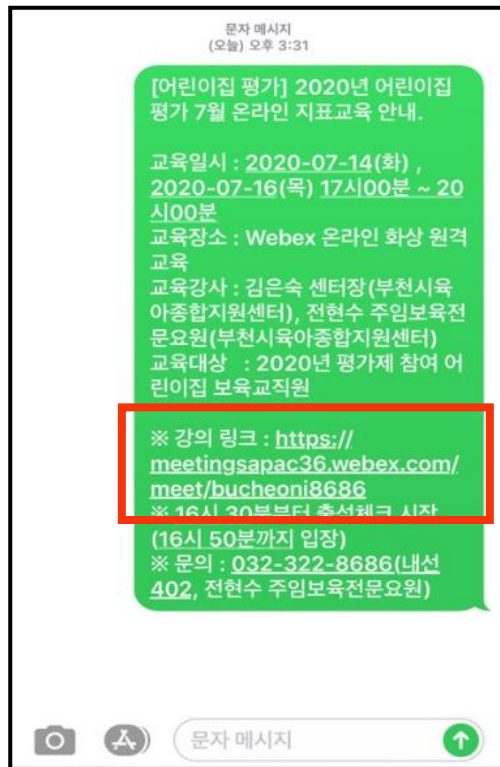 문자 메시지
(오늘) 오후 3:31
[어린이집 평가] 2020년 어린이집
평가 7월 온라인 지표교육 안내.
교육일시 : 2020-07-14(화) ,
2020-07-16(목) 17시00분 ~ 20
시00분
교육장소 : Webex 온라인 화상 원격
교육
교육강사 : 김은숙 센터장(부천시육
아종합지원센터), 전현수 주임보육전
문요원(부천시육아종합지원센터)
교육대상 : 2020년 평가제 참여 어
린이집 보육교직원
※ 강의 링크 : https://
meetingsapac36.webex.com/
meet/bucheoni8686
※ 16시 30분부터 출석체크 시작
(16시 50분까지 입장)
※ 문의 : 032-322-8686(내선
402, 전현수 주임보육전문요원)
문자 메시지